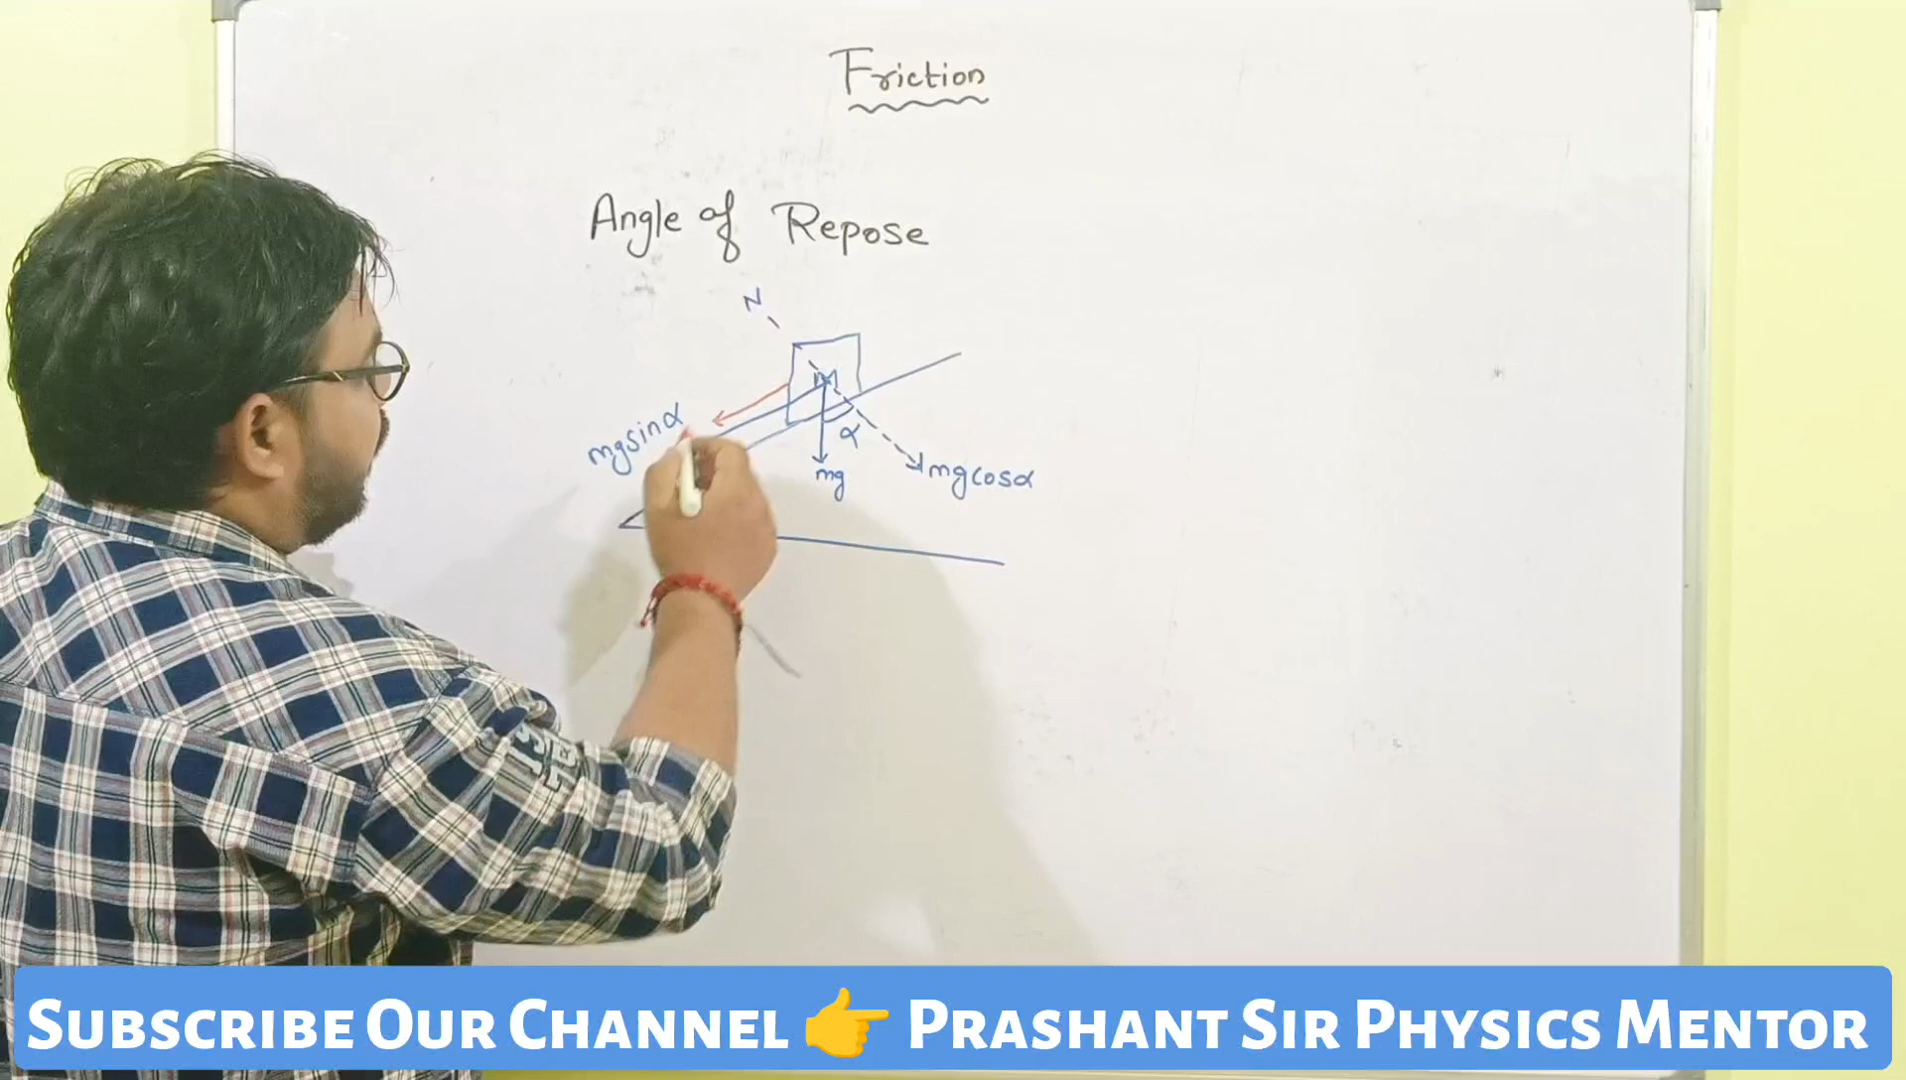 Friction
Angle of Repose
N
m
mgsinα
α
mg
mgcosα
SUBSCRIBE OUR CHANNEL 👉 PRASHANT SIR PHYSICS MENTOR